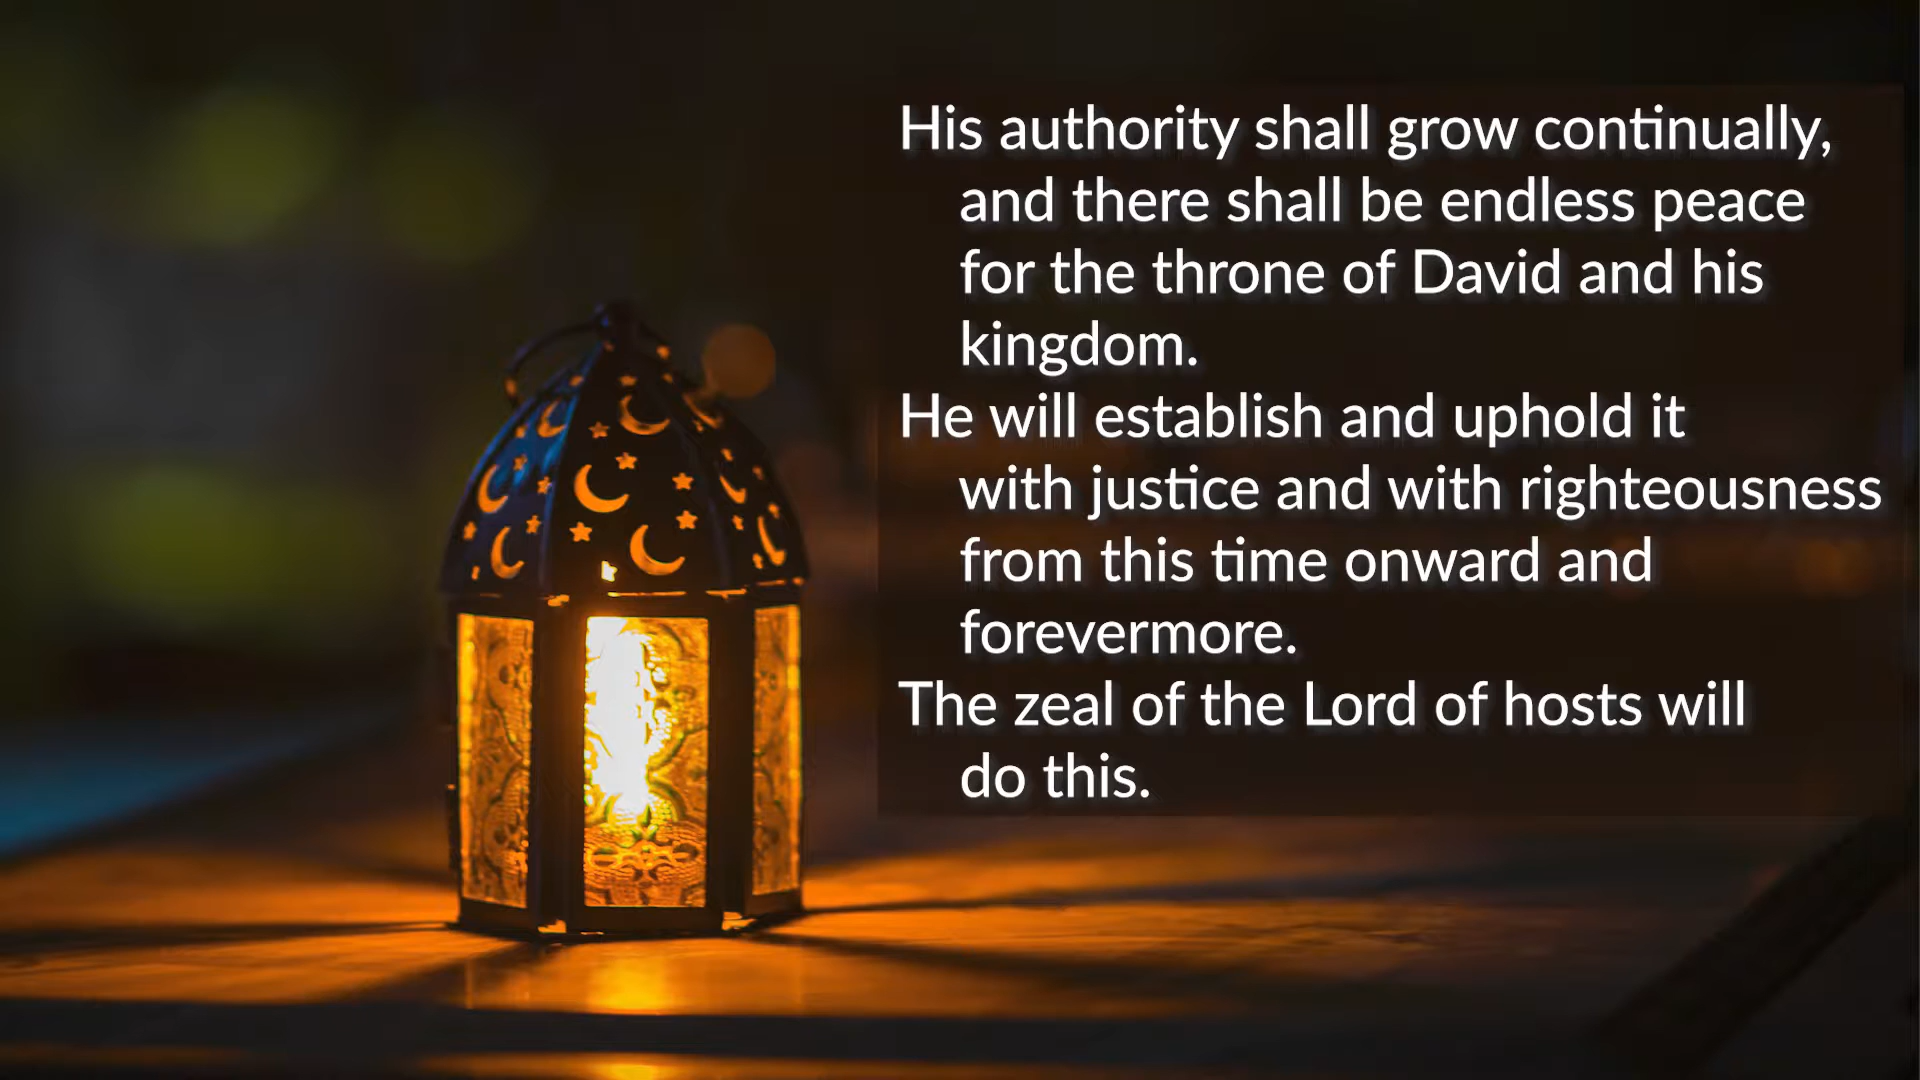 His authority shall grow continually,
and there shall be endless peace
for the throne of David and his
kingdom.
He will establish and uphold it
with justice and with righteousness
from this time onward and
forevermore.
The zeal of the Lord of hosts will
do this.